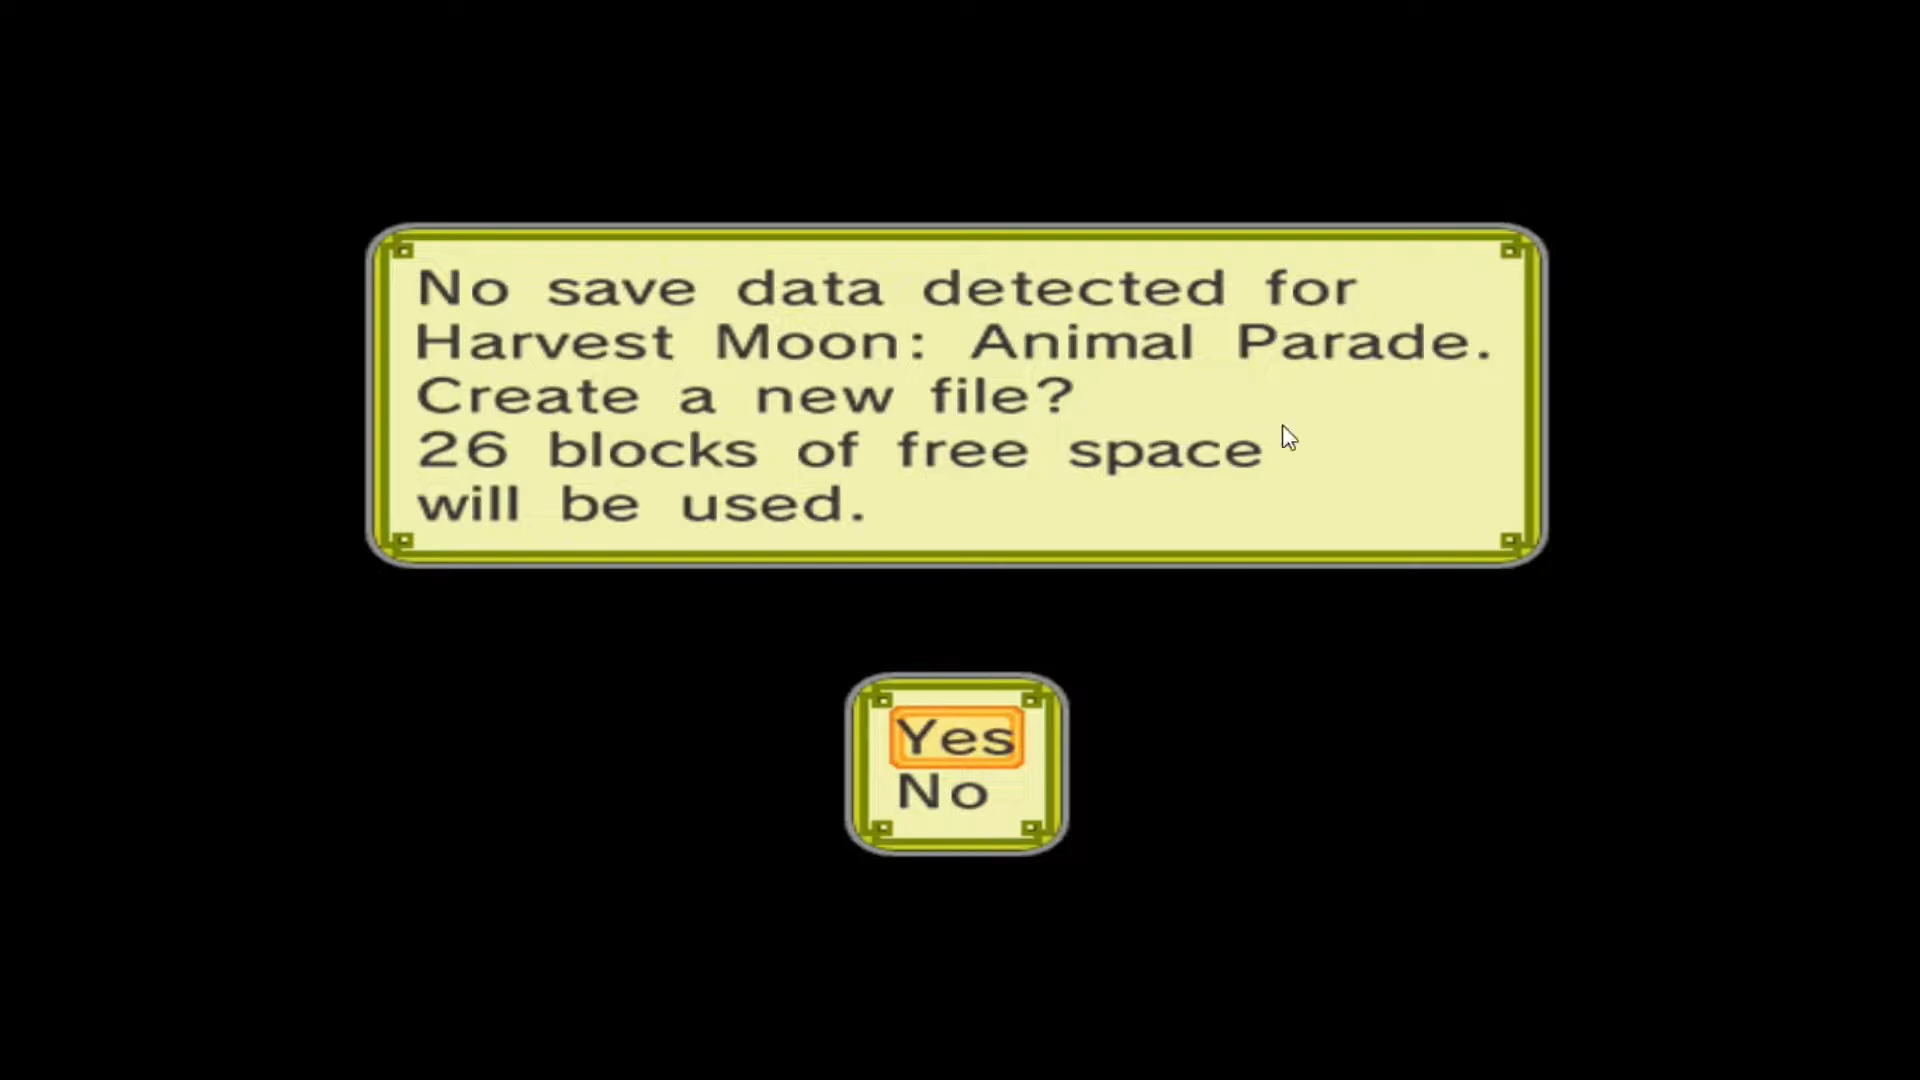 No save data detected for
Harvest Moon: Animal Parade.
Create a new file?
26 blocks of free space
will be used.
Yes
No